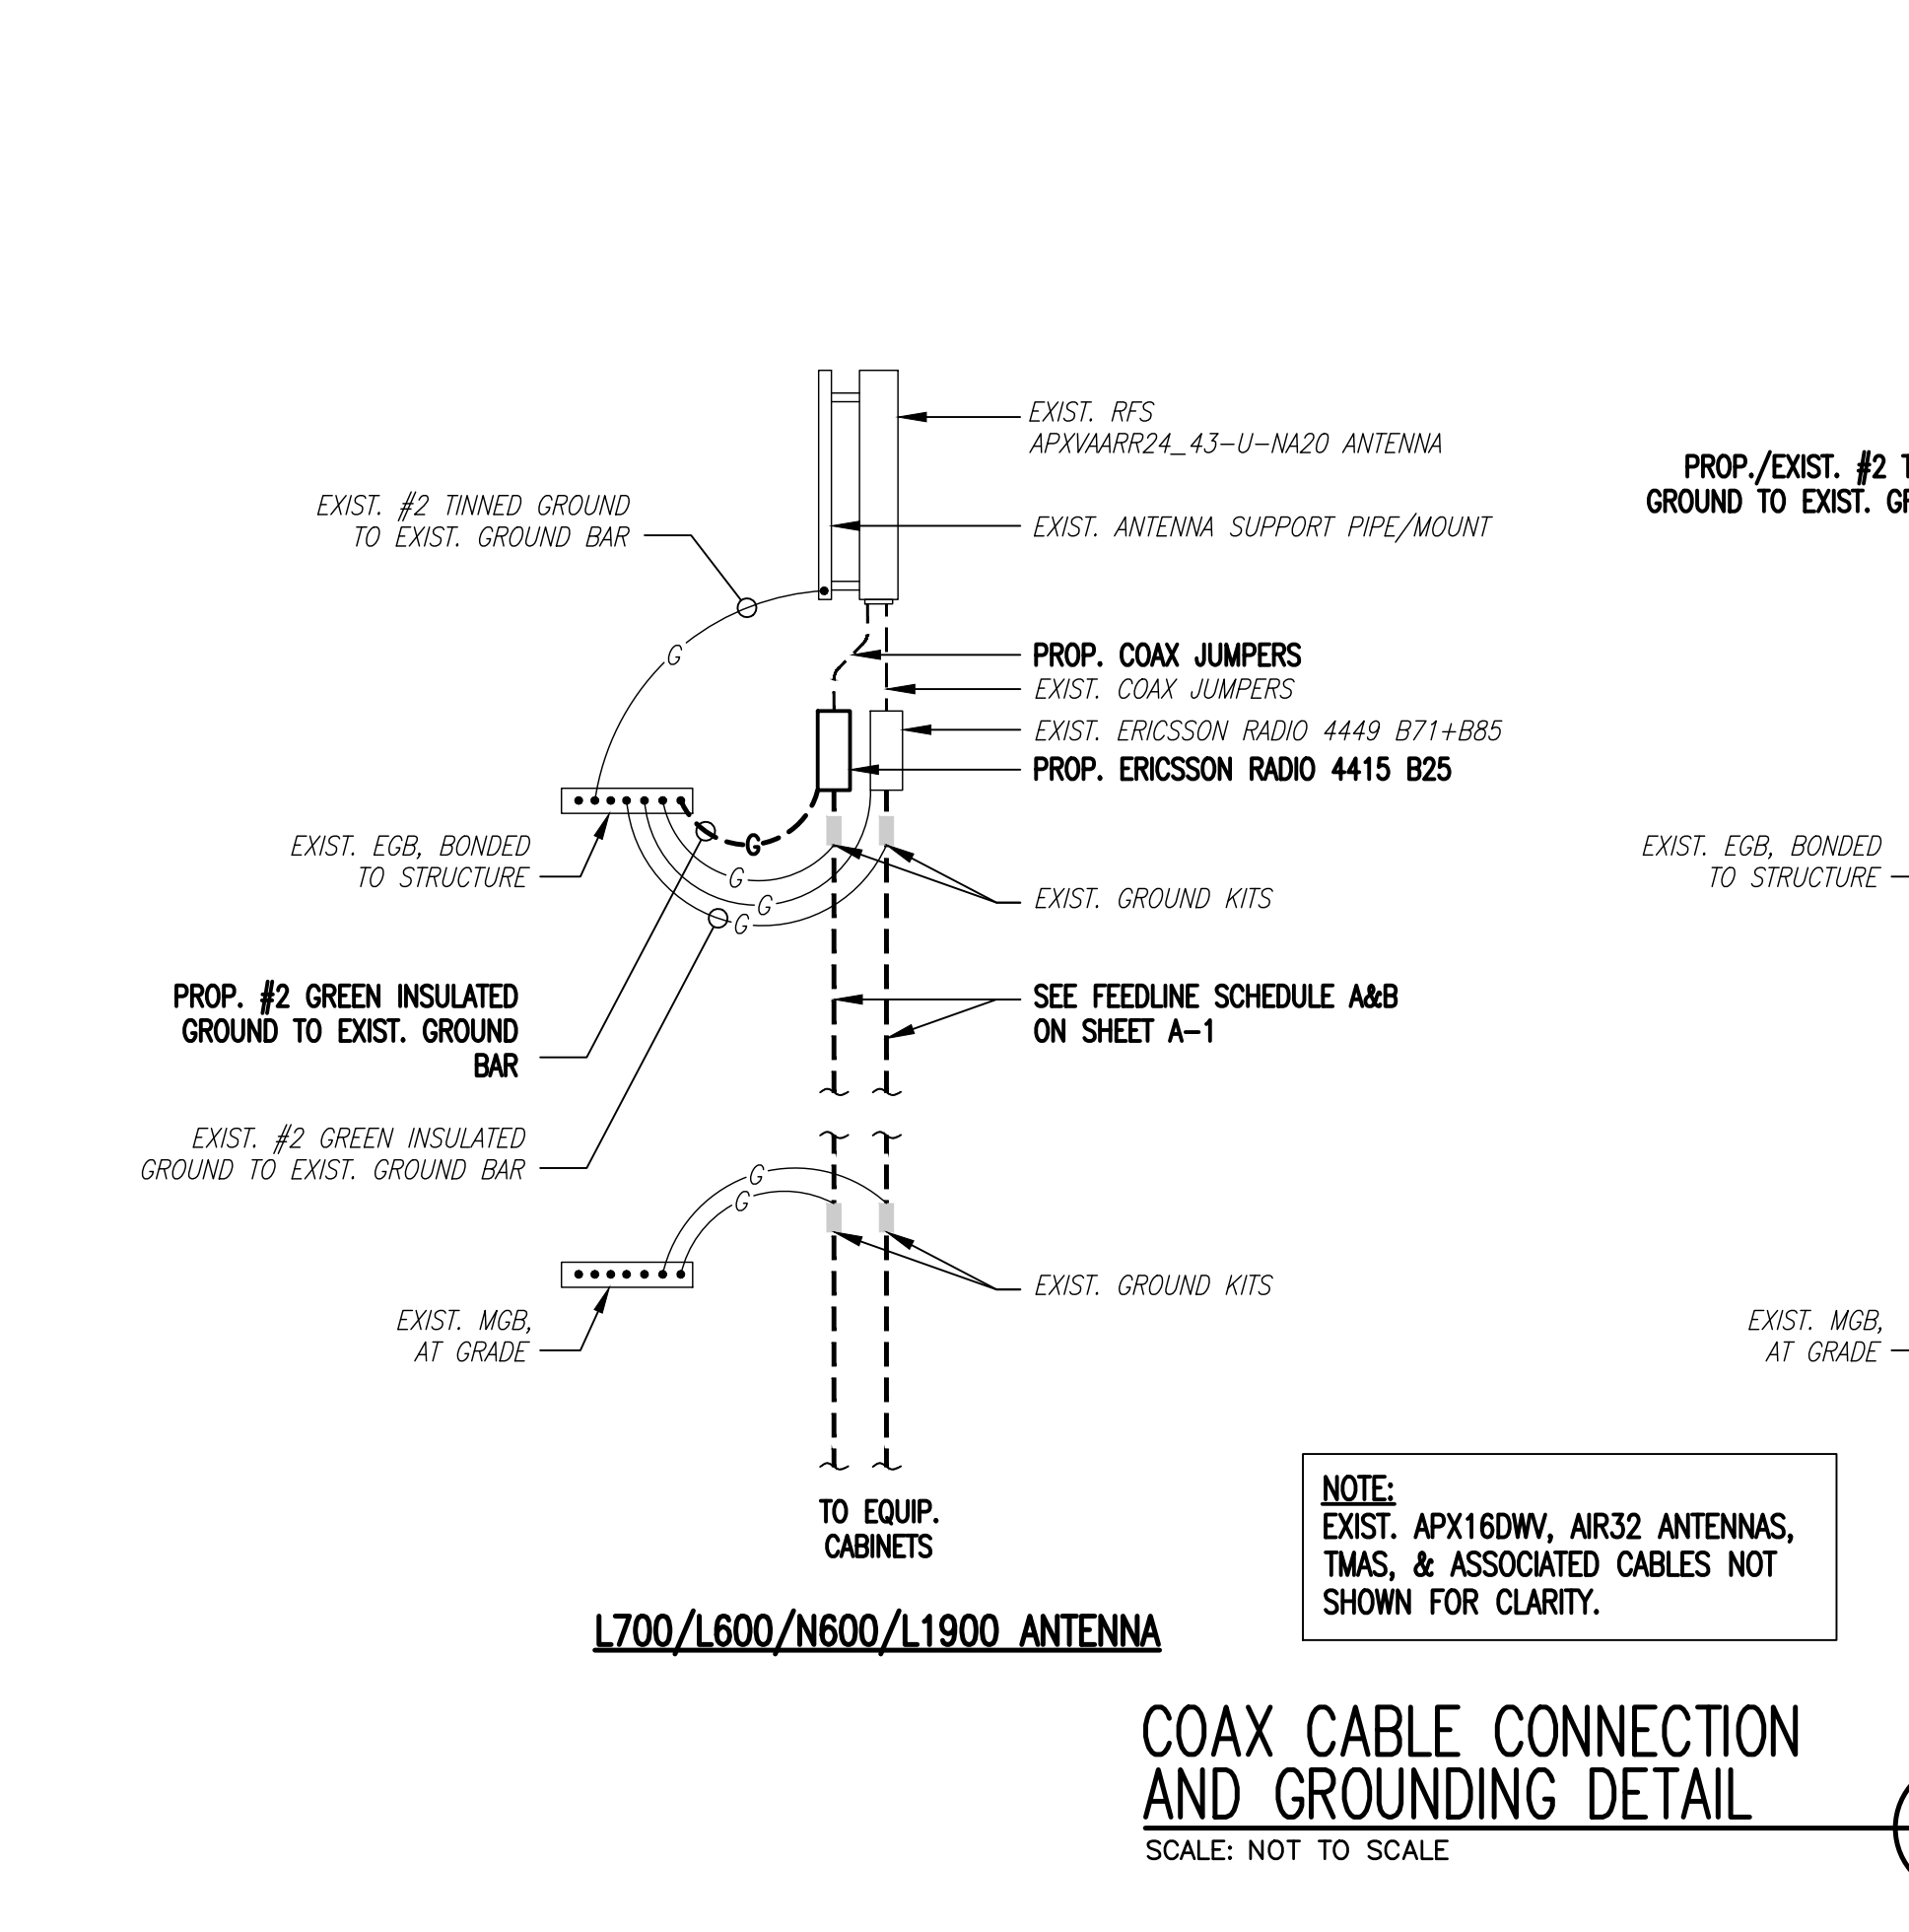 EXIST. RFS
APXVAARR24_43-U-NA20 ANTENNA
EXIST. #2 TINNED GROUND
TO EXIST. GROUND BAR
EXIST. ANTENNA SUPPORT PIPE/MOUNT
G
PROP. COAX JUMPERS
EXIST. COAX JUMPERS
EXIST. ERICSSON RADIO 4449 B71+B85
PROP. ERICSSON RADIO 4415 B25
EXIST. EGB, BONDED
TO STRUCTURE
G
G
G
G
EXIST. GROUND KITS
PROP. #2 GREEN INSULATED
GROUND TO EXIST. GROUND
BAR
SEE FEEDLINE SCHEDULE A&B
ON SHEET A-1
EXIST. #2 GREEN INSULATED
GROUND TO EXIST. GROUND BAR
G
G
EXIST. GROUND KITS
EXIST. MGB,
AT GRADE
TO EQUIP.
CABINETS
L700/L600/N600/L1900 ANTENNA
PROP./EXIST. #2
GROUND TO EXIST.
EXIST. EGB, BONDED
TO STRUCTURE
EXIST. MGB,
AT GRADE
NOTE:
EXIST. APX16DWV, AIR32 ANTENNAS,
TMAS, & ASSOCIATED CABLES NOT
SHOWN FOR CLARITY.
COAX CABLE CONNECTION
AND GROUNDING DETAIL
SCALE: NOT TO SCALE